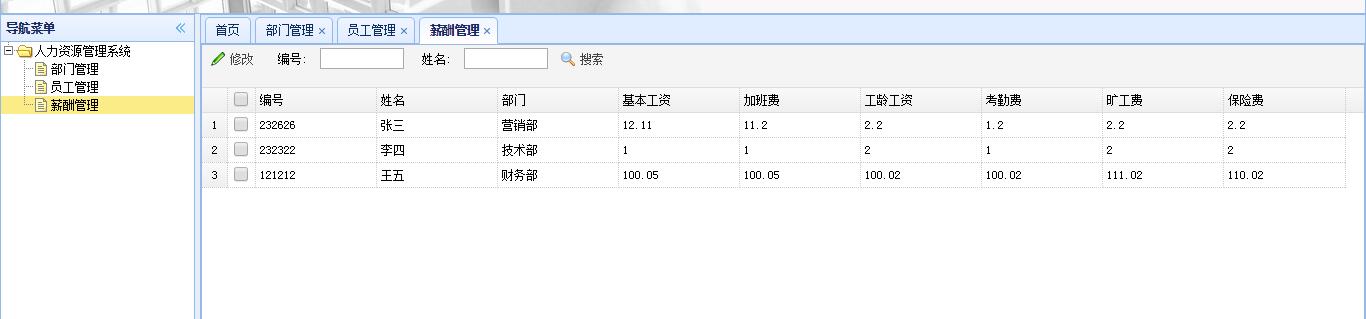 导航菜单
人力资源管理系统
部门管理
员工管理
薪酬管理
首页 部门管理 员工管理 薪酬管理
修改 编号: 姓名: 搜索
编号 姓名 部门 基本工资 加班费 工龄工资 考勤费 旷工费 保险费
1 232626 张三 营销部 12.11 11.2 2.2 1.2 2.2 2.2
2 232322 李四 技术部 1 1 2 1 2 2
3 121212 王五 财务部 100.05 100.05 100.02 100.02 111.02 110.02